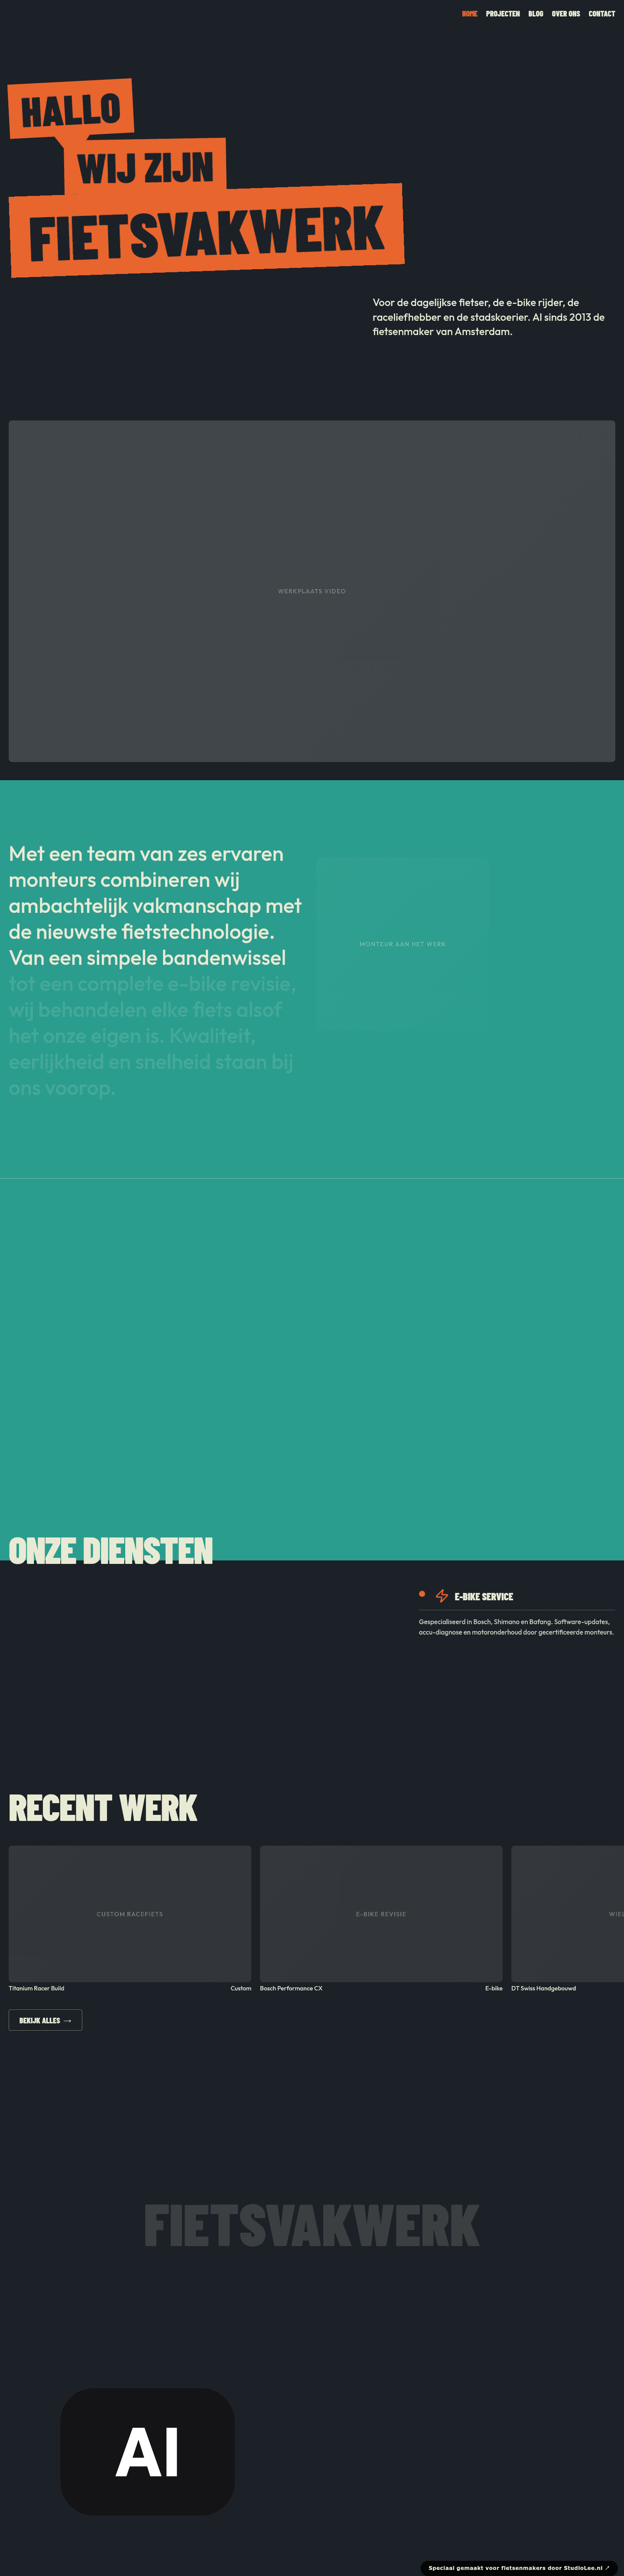 HOME PROJECTEN BLOG OVER ONS CONTACT
HALLO
WIJ ZIJN
FIETSVAKWERK
Voor de dagelijkse fietser, de e-bike rijder, de
raceliefhebber en de stadskoerier. Al sinds 2013 de
fietsenmaker van Amsterdam.
WERKPLAATS VIDEO
Met een team van zes ervaren
monteurs combineren wij
ambachtelijk vakmanschap met
de nieuwste fietstechnologie.
Van een simpele bandenwissel
tot een complete e-bike revisie,
wij behandelen elke fiets alsof
het onze eigen is. Kwaliteit,
eerlijkheid en snelheid staan bij
ons voorop.
MONTEUR AAN HET WERK
ONZE DIENSTEN
E-BIKE SERVICE
Gespecialiseerd in Bosch, Shimano en Bafang. Software-updates,
accu-diagnose en motoronderhoud door gecertificeerde monteurs.
RECENT WERK
CUSTOM RACEFIETS
E-BIKE REVISIE
WIEL
Titanium Racer Build Custom
Bosch Performance CX E-bike
DT Swiss Handgebouwd
BEKIJK ALLES →
FIETSVAKWERK
AI
Speciaal gemaakt voor fietsenmakers door StudioLee.nl ↗